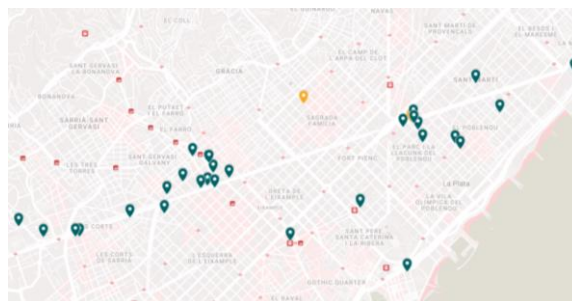 EL GUINARDÓ
NAVAS
EL COLL
SANT MARTÍ DE
PROVENÇALS
EL BESÒS I
EL MARESME
EL CAMP DE
L'ARPA DEL CLOT
SANT GERVASI -
LA BONANOVA
GRÀCIA
SANT MARTÍ
BONANOVA
EL PUTXET
I EL FARRÓ
SARRIÀ-SANT
GERVASI
SAGRADA
FAMÍLIA
EL FARRÓ
EL POBLENOU
EL PARC I LA
LLACUNA DEL
POBLENOU
SANT GERVASI -
GALVANY
FORT PIENC
LES TRES
TORRES
La Plata
DRETA DE
L'EIXAMPLE
LA VILA
OLÍMPICA DEL
POBLENOU
CORTS
SANT PERE,
SANTA CATERINA
I LA RIBERA
LES CORTS
DE SARRIÀ
L'ESQUERRA
DE L'EIXAMPLE
GOTHIC QUARTER
EL RAVAL